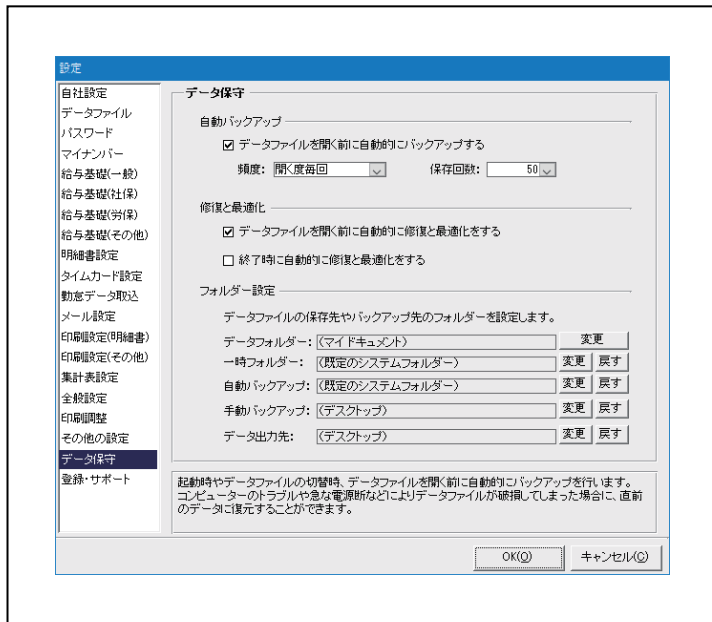 設定
自社設定
データファイル
パスワード
マイナンバー
給与基礎(一般)
給与基礎(社保)
給与基礎(労保)
給与基礎(その他)
明細書設定
タイムカード設定
勤怠データ取込
メール設定
印刷設定(明細書)
印刷設定(その他)
集計表設定
全般設定
印刷調整
その他の設定
データ保守
登録・サポート
データ保守
自動バックアップ
データファイルを開く前に自動的にバックアップする
頻度: 開く度毎回 保存回数: 50
修復と最適化
データファイルを開く前に自動的に修復と最適化をする
終了時に自動的に修復と最適化をする
フォルダー設定
データファイルの保存先やバックアップ先のフォルダーを設定します。
データフォルダー: (マイドキュメント) 変更
一時フォルダー: (既定のシステムフォルダー) 変更 戻す
自動バックアップ: (既定のシステムフォルダー) 変更 戻す
手動バックアップ: (デスクトップ) 変更 戻す
データ出力先: (デスクトップ) 変更 戻す
起動時やデータファイルの切替時、データファイルを開く前に自動的にバックアップを行います。
コンピューターのトラブルや急な電源断などによりデータファイルが破損してしまった場合に、直前
のデータに復元することができます。
OK(O) キャンセル(C)